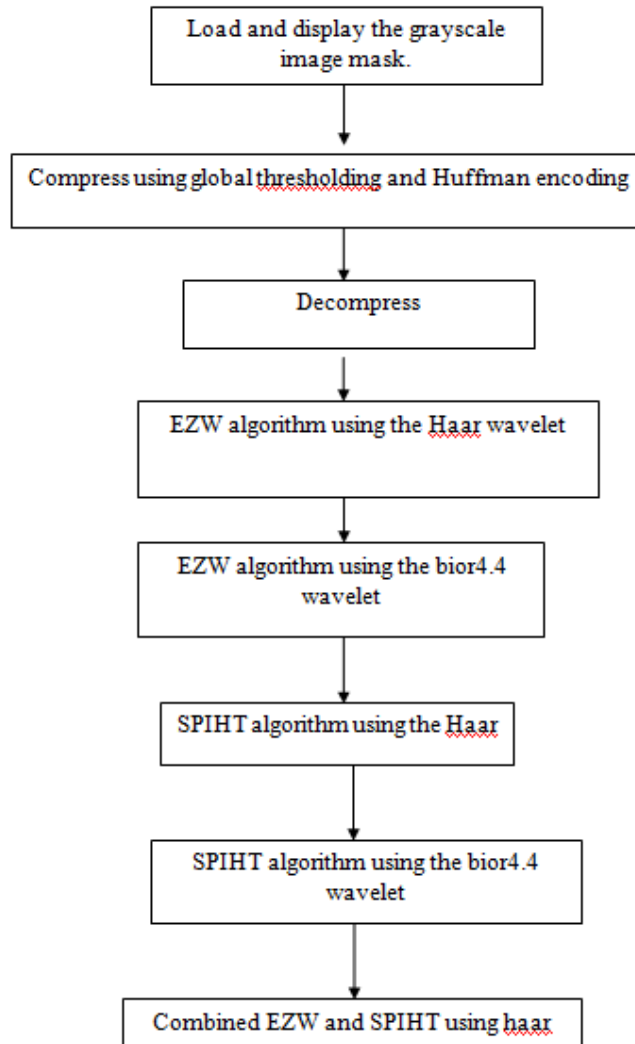 Load and display the grayscale
image mask.
Compress using global thresholding and Huffman encoding
Decompress
EZW algorithm using the Haar wavelet
EZW algorithm using the bior4.4
wavelet
SPIHT algorithm using the Haar
SPIHT algorithm using the bior4.4
wavelet
Combined EZW and SPIHT using haar